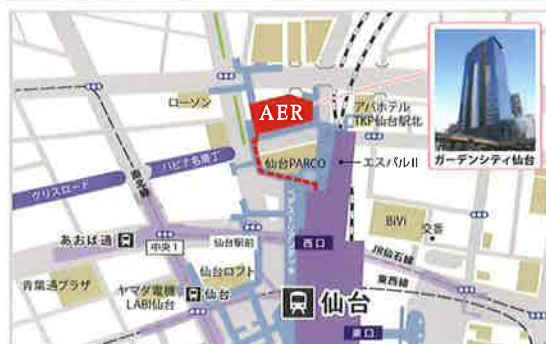 ローソン
AER
アパホテル
TKP仙台駅北
ガーデンシティ仙台
仙台PARCO
エスパルⅡ
ハピナ名掛丁
クリスロード
南北線
あおば通
中央1
仙台駅前
西口
BiVi
交番
JR仙石線
東西線
青葉通プラザ
ヤマダ電機
LABI仙台
仙台ロフト
仙台
仙台
東口